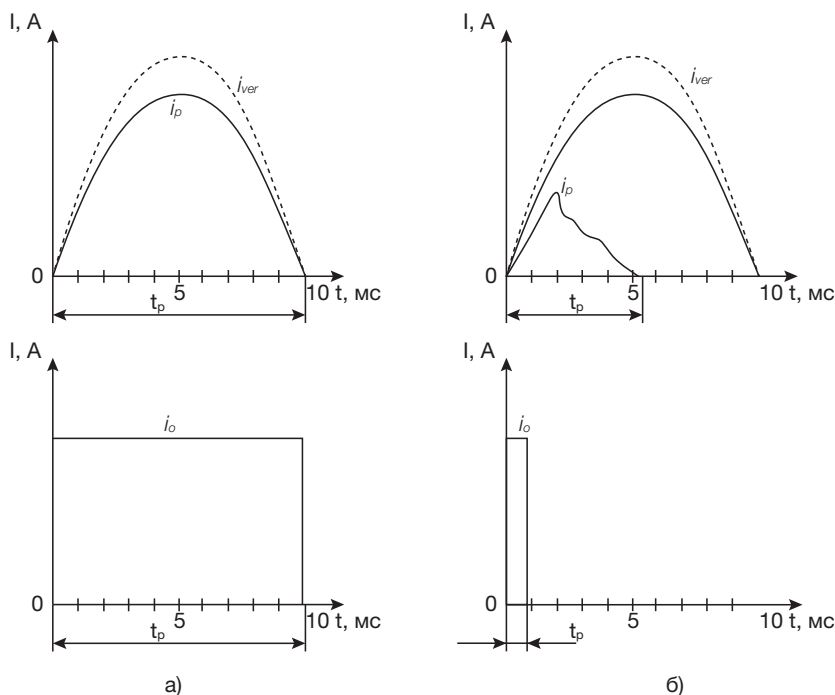 I, A
i_ver
i_p
0
5
10 t, мс
t_p
I, A
i_ver
i_p
0
5
10 t, мс
t_p
I, A
i_o
0
5
10 t, мс
t_p
I, A
i_o
0
5
10 t, мс
t_p
а)
б)